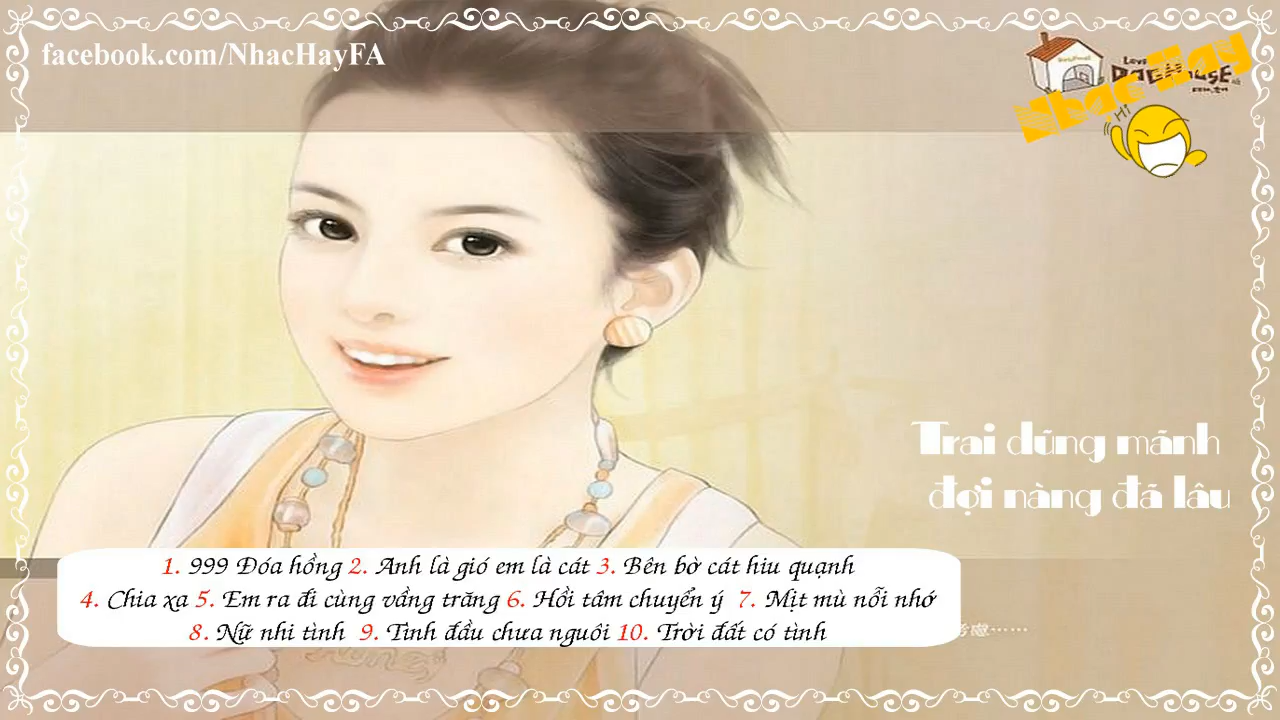 facebook.com/NhacHayFA
Nhac Hay
Hi
Trai dũng mãnh
đợi nàng đã lâu
1. 999 Đóa hồng 2. Anh là gió em là cát 3. Bên bờ cát hiu quạnh
4. Chia xa 5. Em ra đi cùng vầng trăng 6. Hồi tâm chuyển ý 7. Mịt mù nỗi nhớ
8. Nữ nhi tình 9. Tình đầu chưa nguôi 10. Trời đất có tình